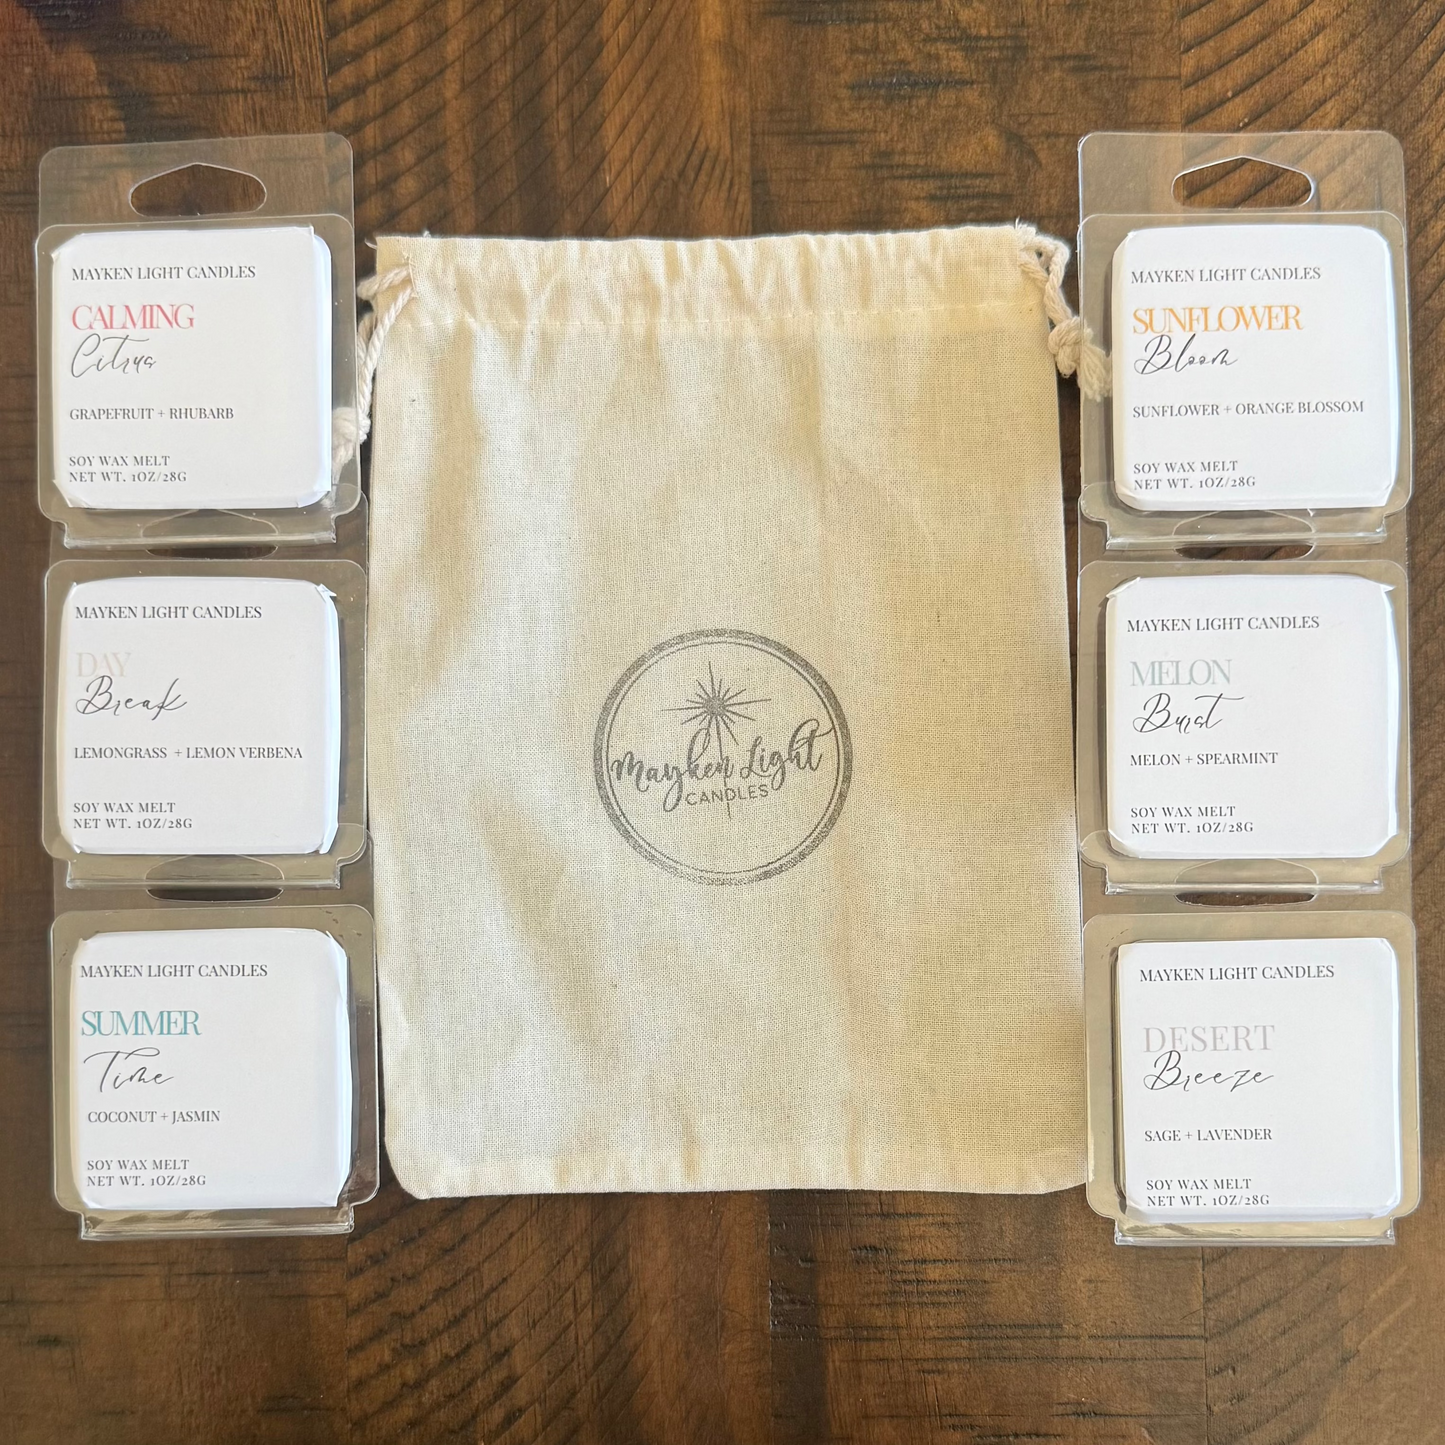 MAYKEN LIGHT CANDLES
CALMING
Citrus
GRAPEFRUIT + RHUBARB
SOY WAX MELT
NET WT. 1OZ/28G
MAYKEN LIGHT CANDLES
DAY
Break
LEMONGRASS + LEMON VERBENA
SOY WAX MELT
NET WT. 1OZ/28G
MAYKEN LIGHT CANDLES
SUMMER
Time
COCONUT + JASMIN
SOY WAX MELT
NET WT. 1OZ/28G
Mayken Light
CANDLES
MAYKEN LIGHT CANDLES
SUNFLOWER
Bloom
SUNFLOWER + ORANGE BLOSSOM
SOY WAX MELT
NET WT. 1OZ/28G
MAYKEN LIGHT CANDLES
MELON
Burst
MELON + SPEARMINT
SOY WAX MELT
NET WT. 1OZ/28G
MAYKEN LIGHT CANDLES
DESERT
Breeze
SAGE + LAVENDER
SOY WAX MELT
NET WT. 1OZ/28G